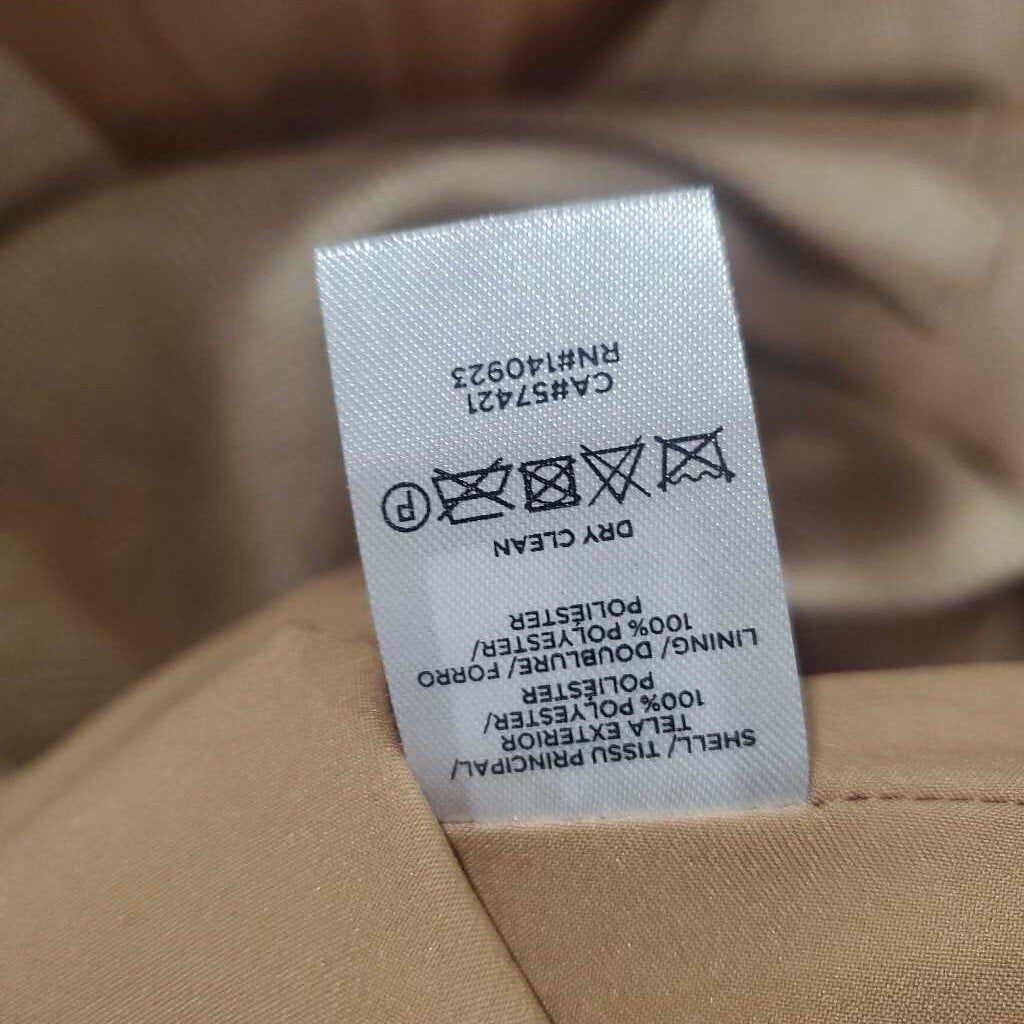 SHELL/ TISSU PRINCIPAL/
TELA EXTERIOR
100% POLYESTER/
POLIÉSTER
LINING/ DOUBLURE/ FORRO
100% POLYESTER/
POLIÉSTER
DRY CLEAN
P
CA#57421
RN#140923